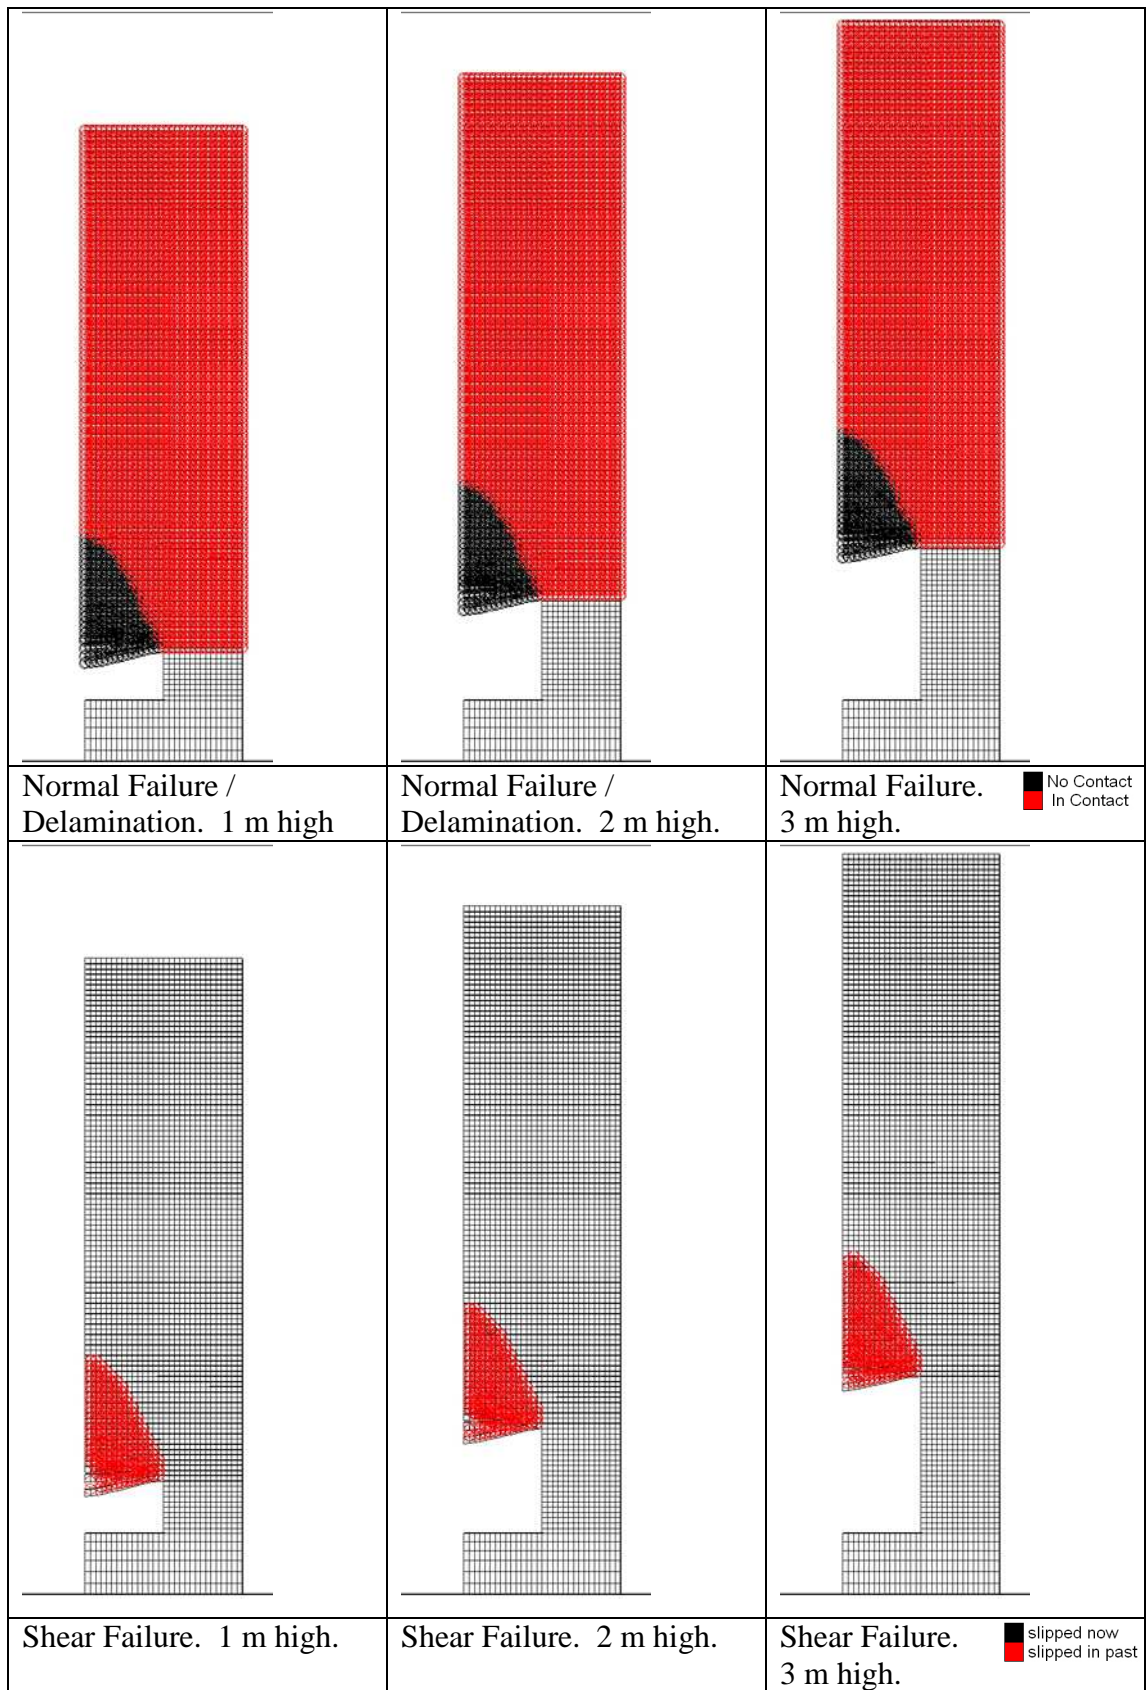 Normal Failure /
Delamination.  1 m high
Normal Failure /
Delamination.  2 m high.
Normal Failure.
3 m high.
No Contact
In Contact
Shear Failure.  1 m high.
Shear Failure.  2 m high.
Shear Failure.
3 m high.
slipped now
slipped in past